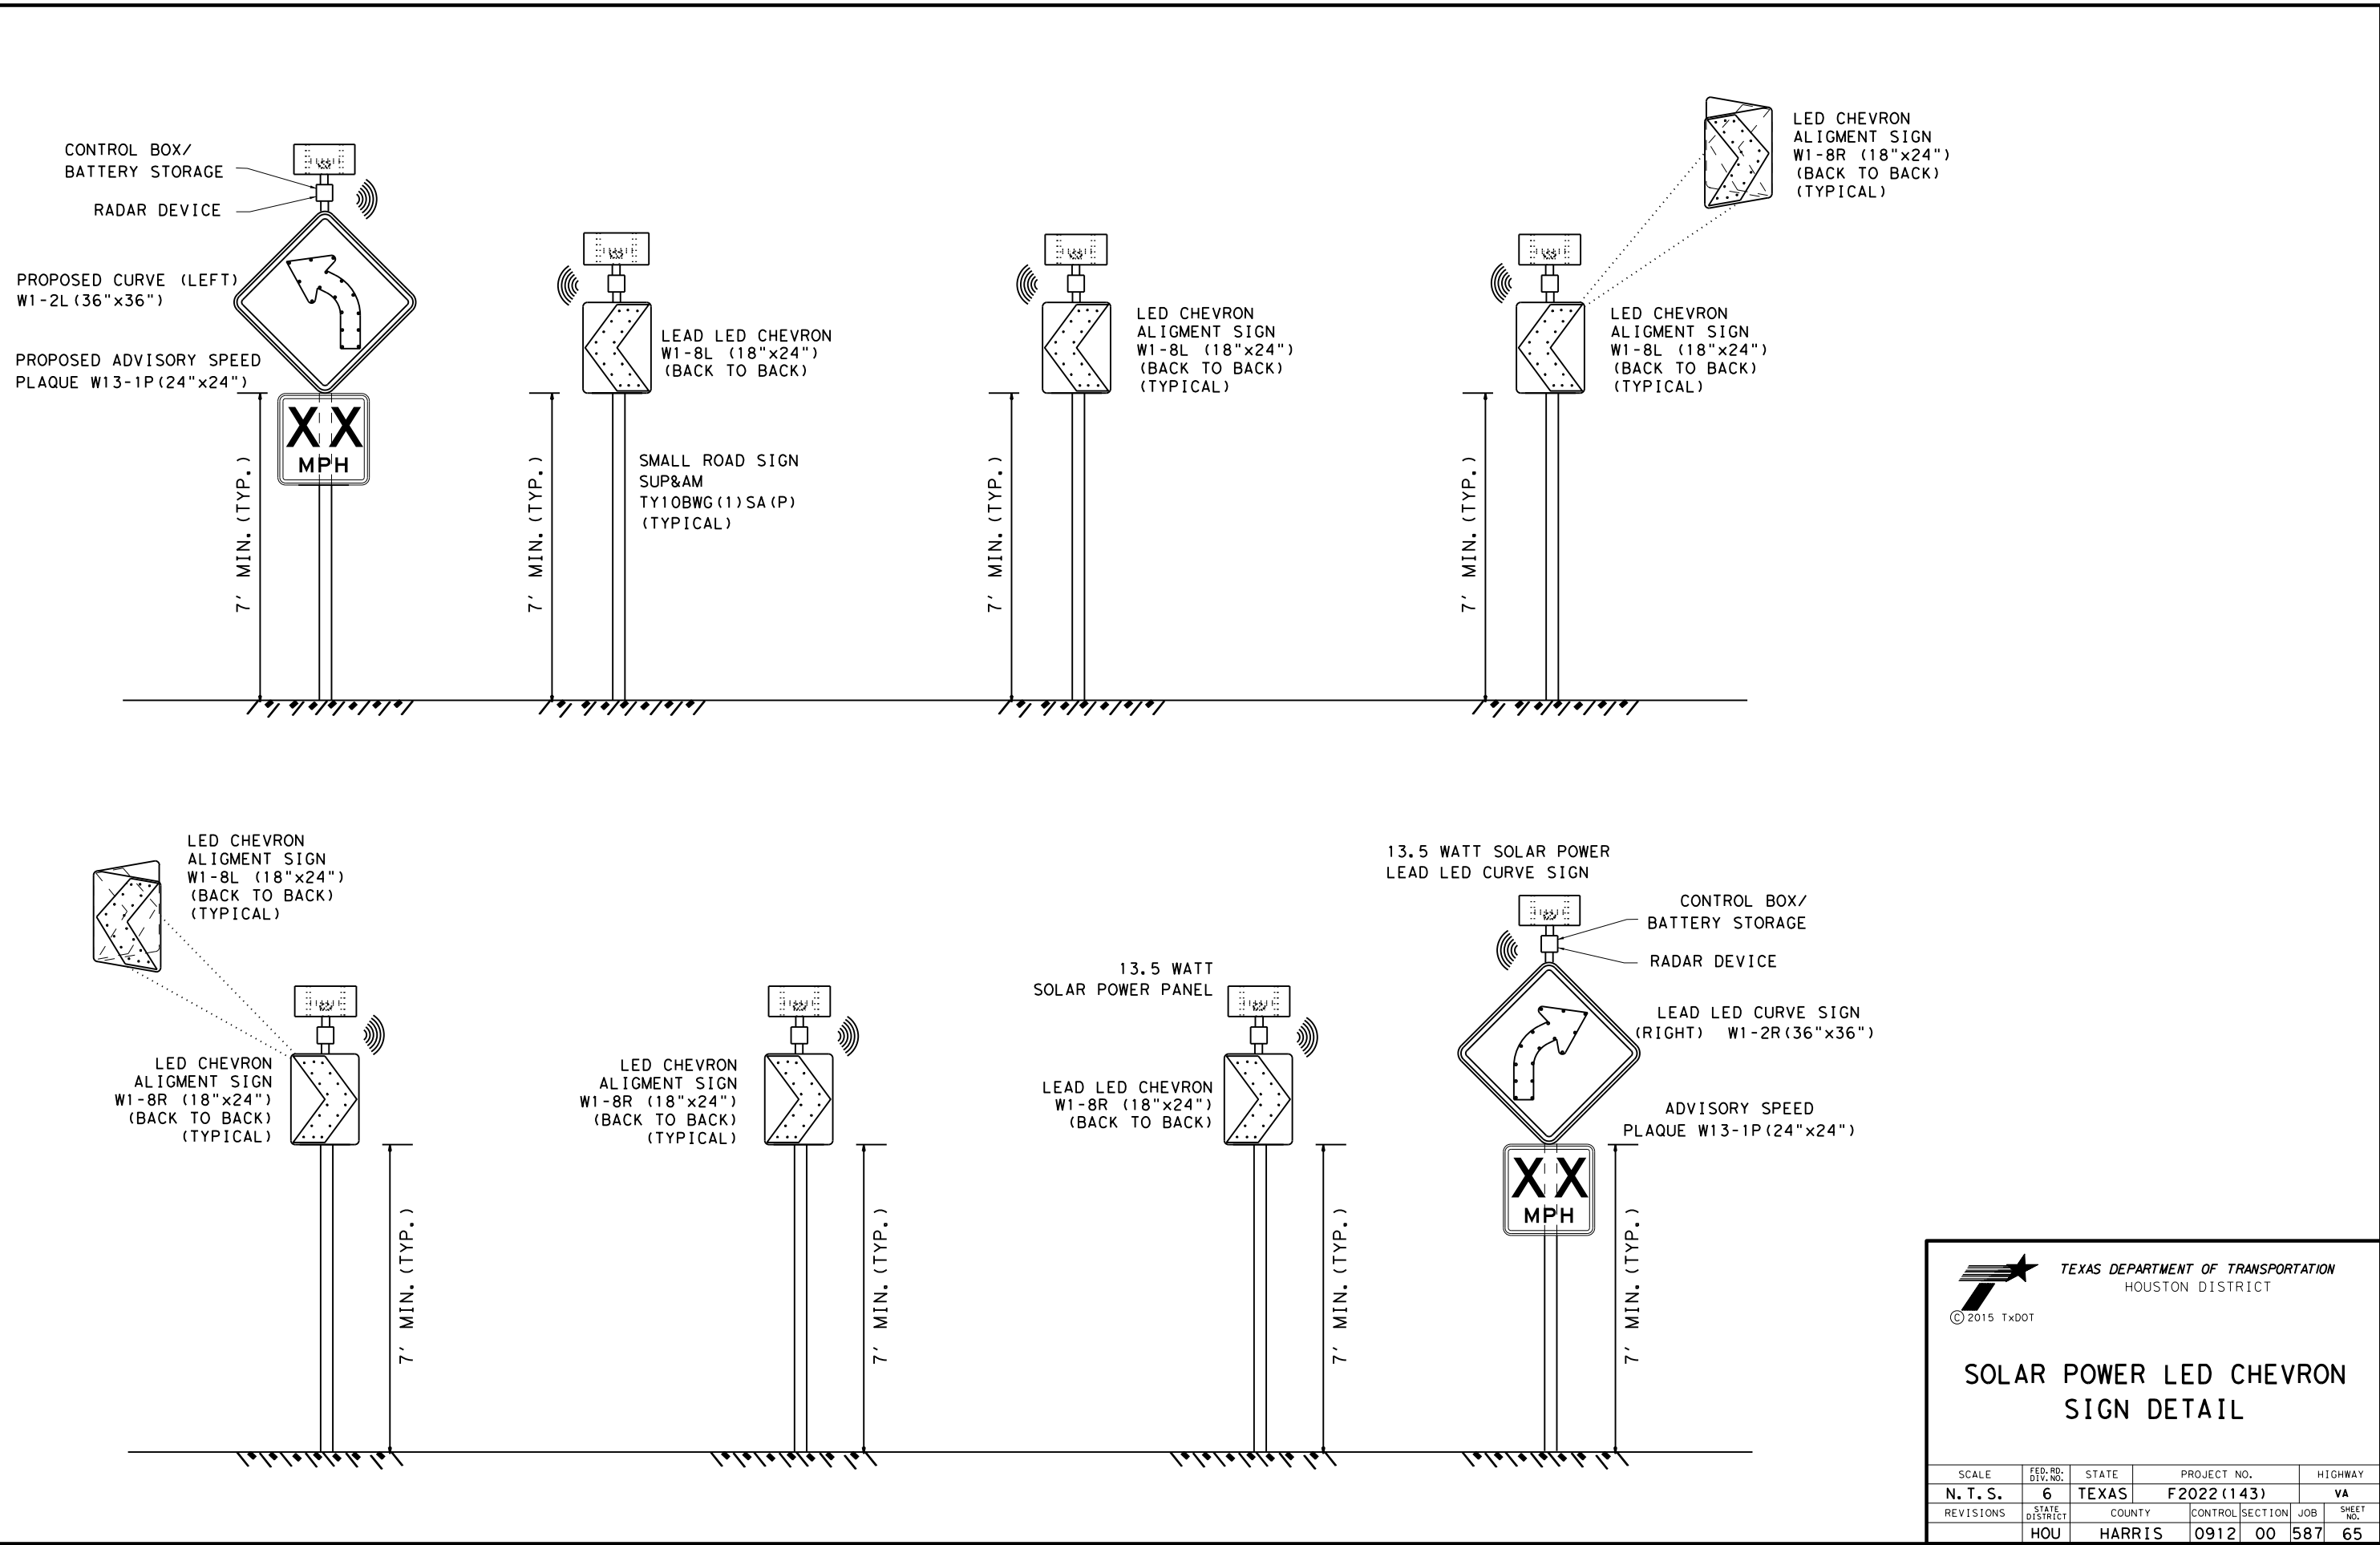 CONTROL BOX/
BATTERY STORAGE
RADAR DEVICE
PROPOSED CURVE (LEFT)
W1-2L(36"x36")
PROPOSED ADVISORY SPEED
PLAQUE W13-1P(24"x24")
XX
MPH
7' MIN.(TYP.)
LEAD LED CHEVRON
W1-8L (18"x24")
(BACK TO BACK)
SMALL ROAD SIGN
SUP&AM
TY10BWG(1)SA(P)
(TYPICAL)
7' MIN.(TYP.)
LED CHEVRON
ALIGMENT SIGN
W1-8L (18"x24")
(BACK TO BACK)
(TYPICAL)
7' MIN.(TYP.)
LED CHEVRON
ALIGMENT SIGN
W1-8R (18"x24")
(BACK TO BACK)
(TYPICAL)
LED CHEVRON
ALIGMENT SIGN
W1-8L (18"x24")
(BACK TO BACK)
(TYPICAL)
7' MIN.(TYP.)
LED CHEVRON
ALIGMENT SIGN
W1-8L (18"x24")
(BACK TO BACK)
(TYPICAL)
LED CHEVRON
ALIGMENT SIGN
W1-8R (18"x24")
(BACK TO BACK)
(TYPICAL)
7' MIN.(TYP.)
LED CHEVRON
ALIGMENT SIGN
W1-8R (18"x24")
(BACK TO BACK)
(TYPICAL)
7' MIN.(TYP.)
13.5 WATT
SOLAR POWER PANEL
LEAD LED CHEVRON
W1-8R (18"x24")
(BACK TO BACK)
7' MIN.(TYP.)
13.5 WATT SOLAR POWER
LEAD LED CURVE SIGN
CONTROL BOX/
BATTERY STORAGE
RADAR DEVICE
LEAD LED CURVE SIGN
(RIGHT) W1-2R(36"x36")
ADVISORY SPEED
PLAQUE W13-1P(24"x24")
XX
MPH
7' MIN.(TYP.)
TEXAS DEPARTMENT OF TRANSPORTATION
HOUSTON DISTRICT
© 2015 TxDOT
SOLAR POWER LED CHEVRON
SIGN DETAIL
SCALE FED.RD. DIV.NO. STATE PROJECT NO. HIGHWAY
N.T.S. 6 TEXAS F2022(143) VA
REVISIONS STATE DISTRICT COUNTY CONTROL SECTION JOB SHEET NO.
HOU HARRIS 0912 00 587 65